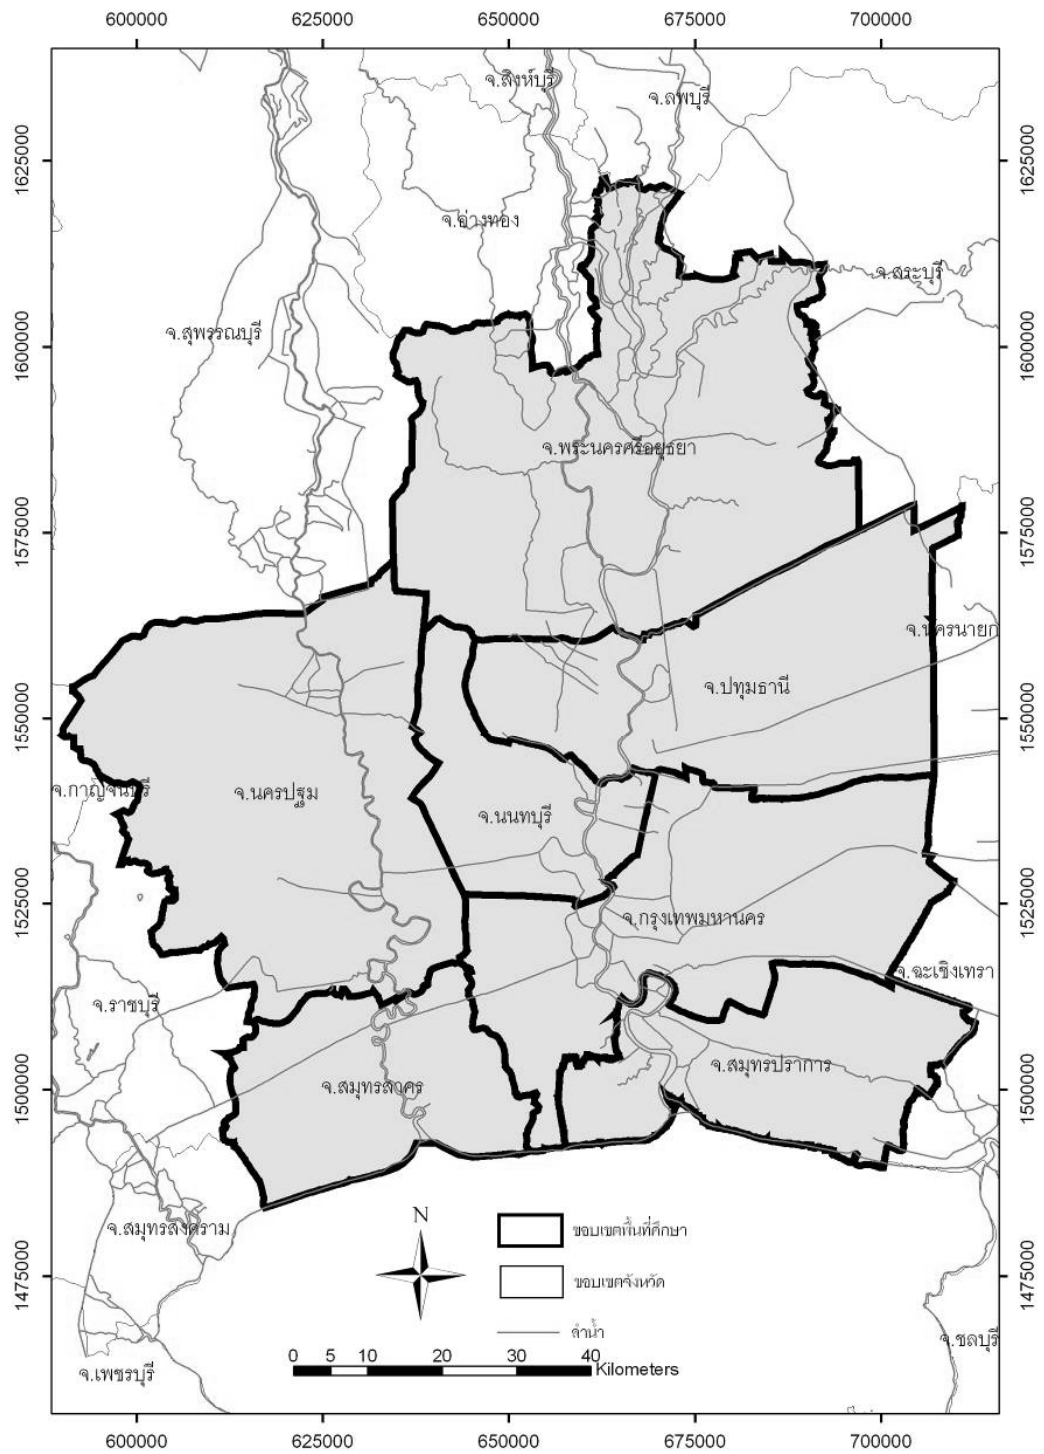 600000 625000 650000 675000 700000
จ.สิงห์บุรี
จ.ลพบุรี
1625000 1625000
จ.อ่างทอง
จ.สระบุรี
จ.สุพรรณบุรี
1600000 1600000
จ.พระนครศรีอยุธยา
1575000 1575000
จ.นครนายก
จ.ปทุมธานี
1550000 1550000
จ.กาญจนบุรี
จ.นครปฐม
จ.นนทบุรี
1525000 1525000
จ.กรุงเทพมหานคร
จ.ฉะเชิงเทรา
จ.ราชบุรี
จ.สมุทรปราการ
จ.สมุทรสาคร
1500000 1500000
จ.สมุทรสงคราม
N
ขอบเขตพื้นที่ศึกษา
1475000 1475000
ขอบเขตจังหวัด
ลำน้ำ
จ.ชลบุรี
0 5 10 20 30 40
Kilometers
จ.เพชรบุรี
600000 625000 650000 675000 700000